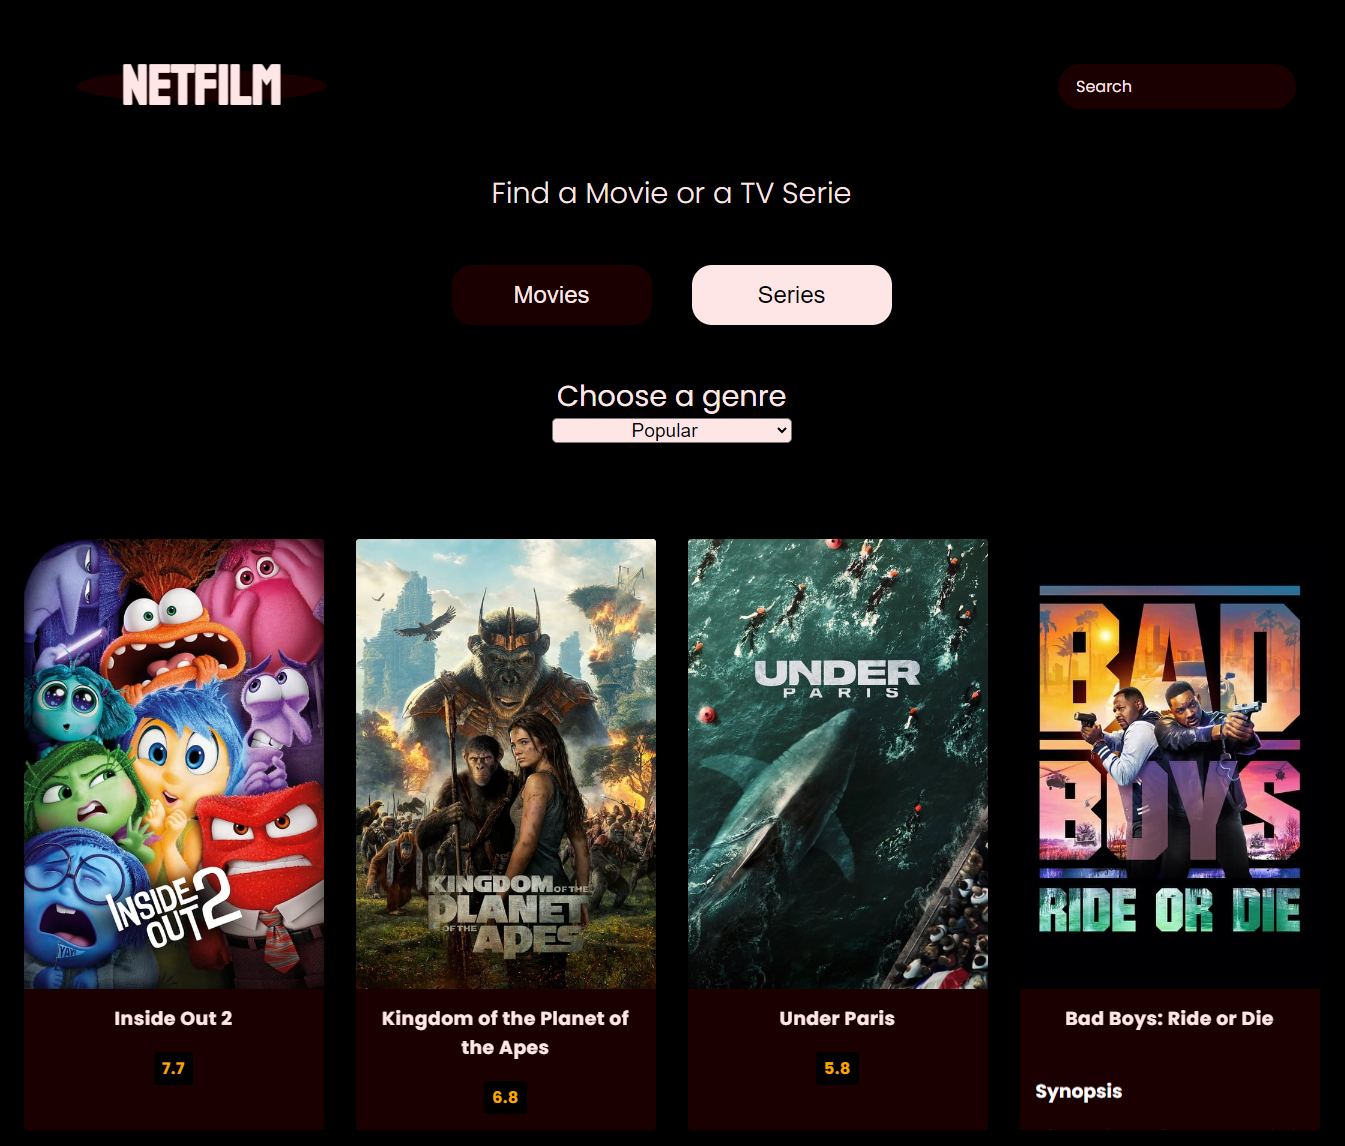 NETFILM
Search
Find a Movie or a TV Serie
Movies
Series
Choose a genre
Popular
INSIDE
OUT 2
YAY!
KINGDOM OF THE
PLANET
OF THE APES
UNDER
PARIS
BAD
BOYS
RIDE OR DIE
Inside Out 2
7.7
Kingdom of the Planet of
the Apes
6.8
Under Paris
5.8
Bad Boys: Ride or Die
Synopsis